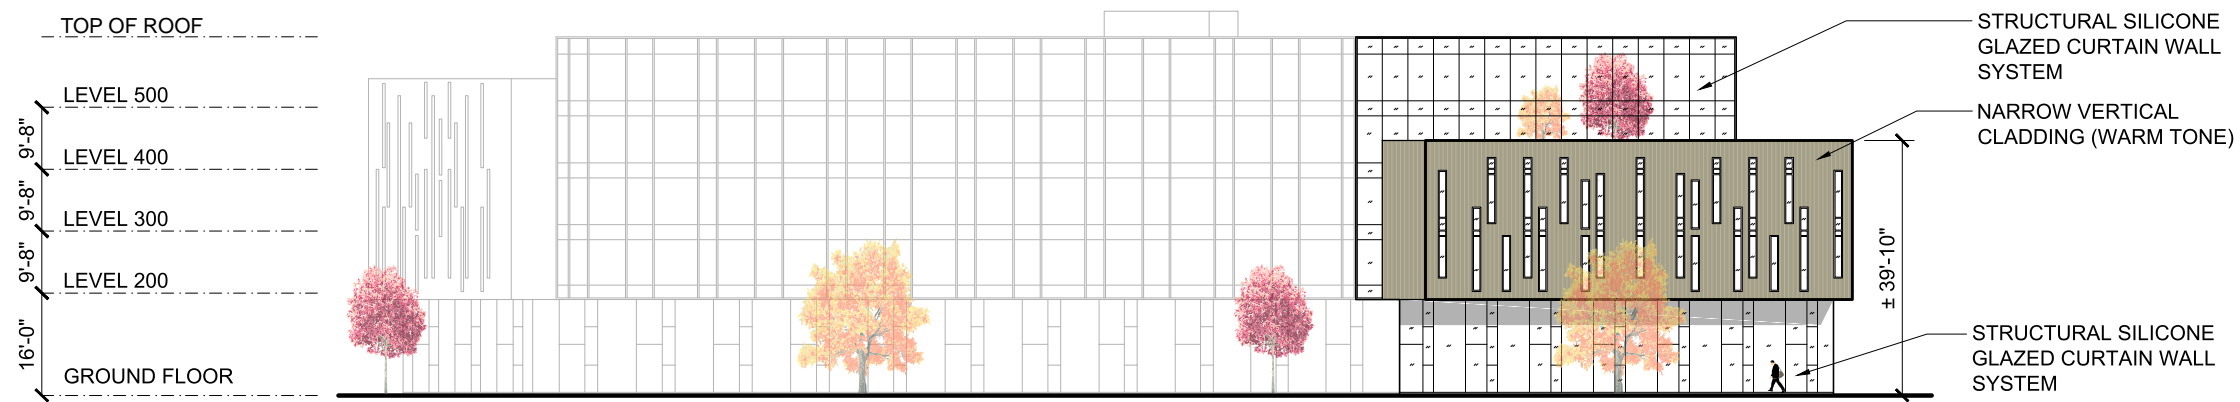 TOP OF ROOF
LEVEL 500
9'-8"
LEVEL 400
9'-8"
LEVEL 300
9'-8"
LEVEL 200
16'-0"
GROUND FLOOR
STRUCTURAL SILICONE
GLAZED CURTAIN WALL
SYSTEM
NARROW VERTICAL
CLADDING (WARM TONE)
± 39'-10"
STRUCTURAL SILICONE
GLAZED CURTAIN WALL
SYSTEM